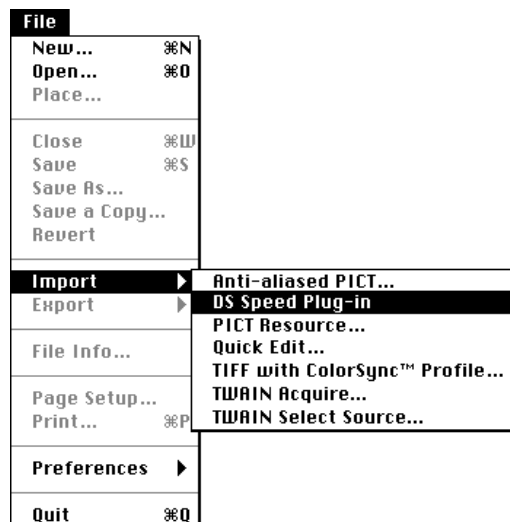 File
New... ⌘N
Open... ⌘O
Place...
Close ⌘W
Save ⌘S
Save As...
Save a Copy...
Revert
Import
Export
File Info...
Page Setup...
Print... ⌘P
Preferences
Quit ⌘Q
Anti-aliased PICT...
DS Speed Plug-in
PICT Resource...
Quick Edit...
TIFF with ColorSync™ Profile...
TWAIN Acquire...
TWAIN Select Source...